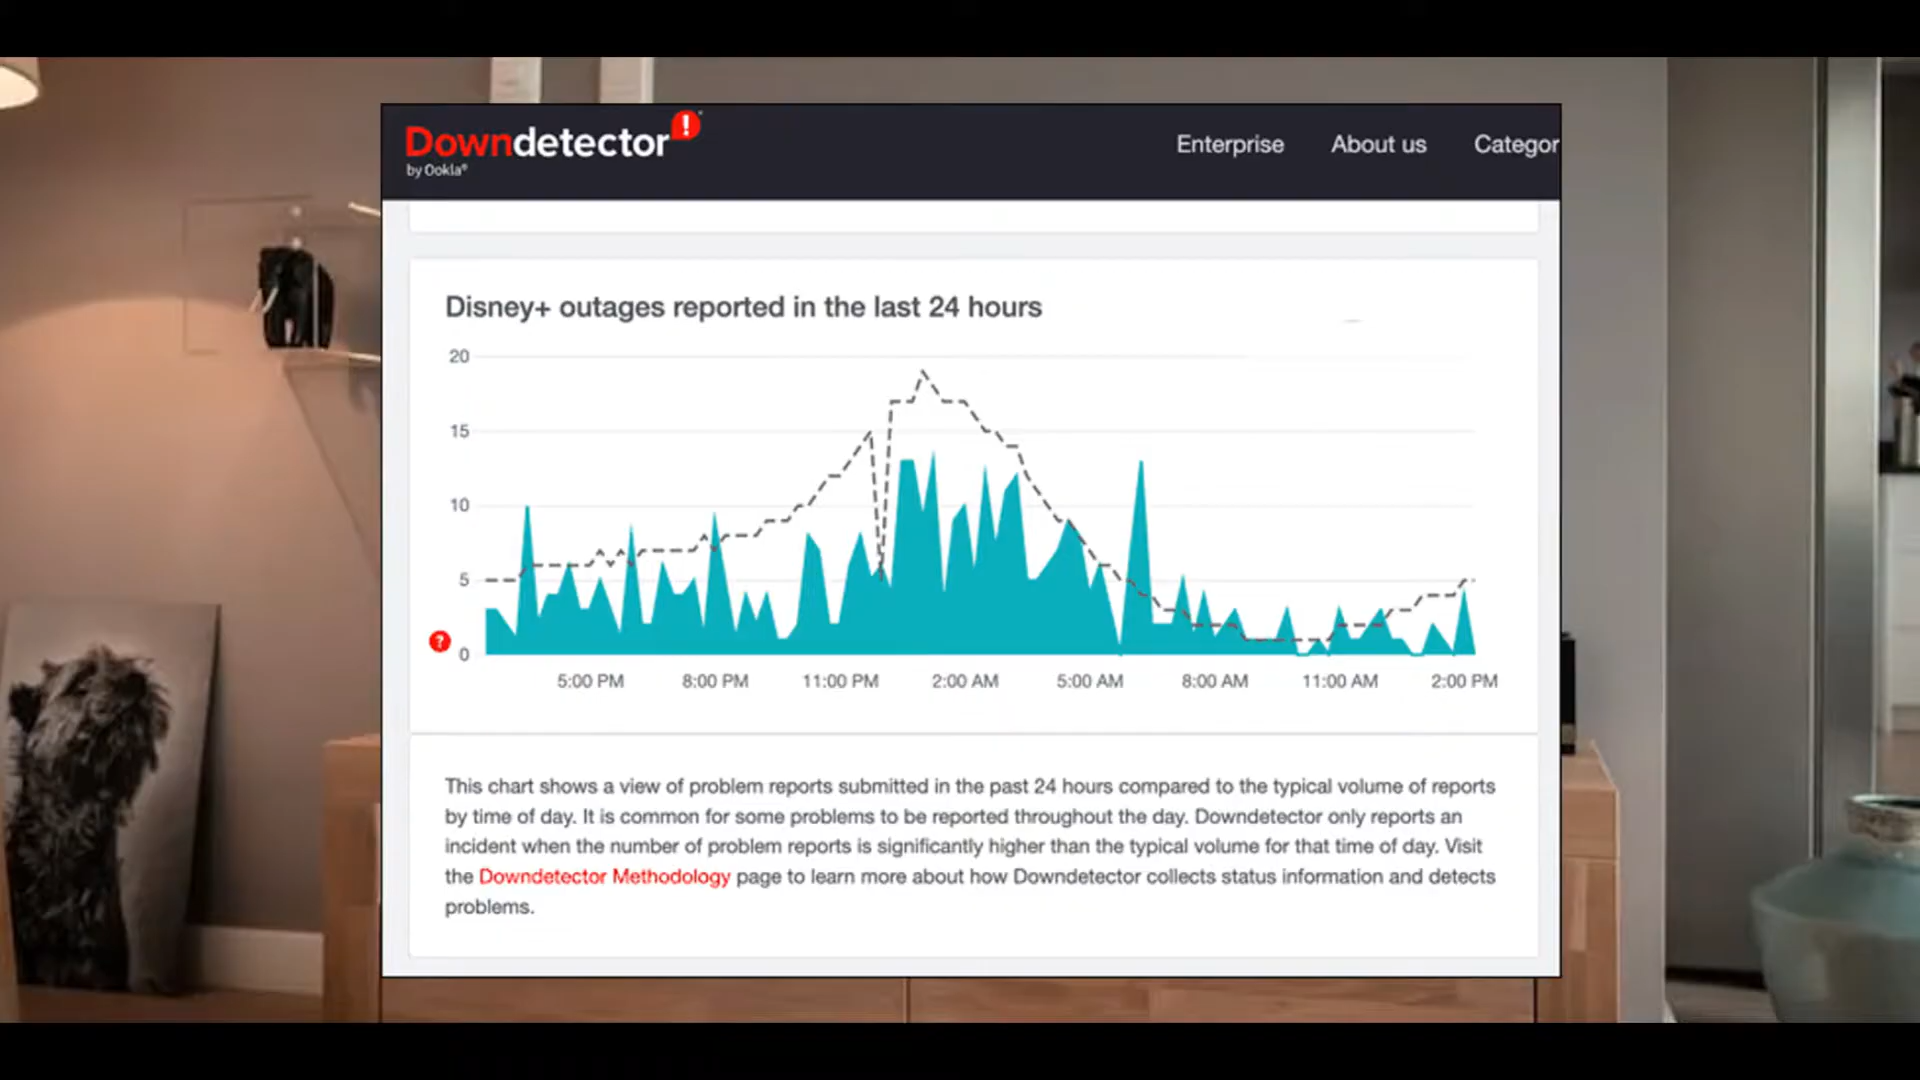 Downdetector!
by Ookla®
Enterprise About us Categor
Disney+ outages reported in the last 24 hours
20
15
10
5
?
0
5:00 PM 8:00 PM 11:00 PM 2:00 AM 5:00 AM 8:00 AM 11:00 AM 2:00 PM
This chart shows a view of problem reports submitted in the past 24 hours compared to the typical volume of reports
by time of day. It is common for some problems to be reported throughout the day. Downdetector only reports an
incident when the number of problem reports is significantly higher than the typical volume for that time of day. Visit
the Downdetector Methodology page to learn more about how Downdetector collects status information and detects
problems.